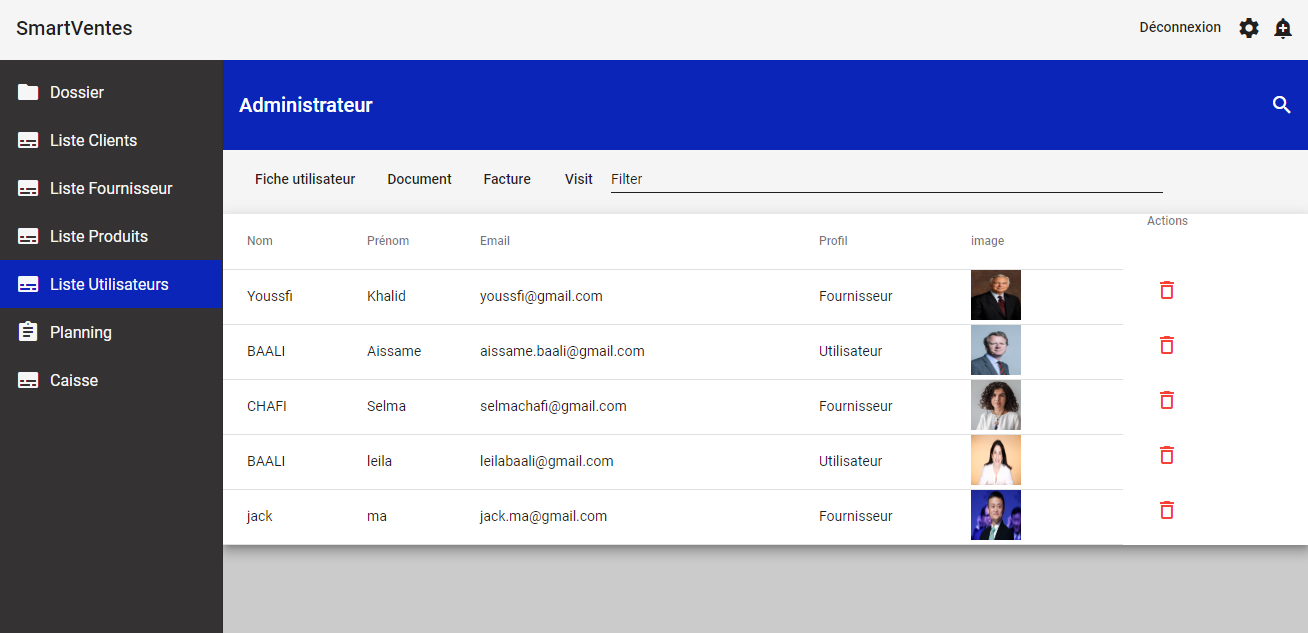 SmartVentes
Déconnexion
Dossier
Liste Clients
Liste Fournisseur
Liste Produits
Liste Utilisateurs
Planning
Caisse
Administrateur
Fiche utilisateur Document Facture Visit Filter
Nom Prénom Email Profil image Actions
Youssfi Khalid youssfi@gmail.com Fournisseur
BAALI Aissame aissame.baali@gmail.com Utilisateur
CHAFI Selma selmachafi@gmail.com Fournisseur
BAALI leila leilabaali@gmail.com Utilisateur
jack ma jack.ma@gmail.com Fournisseur